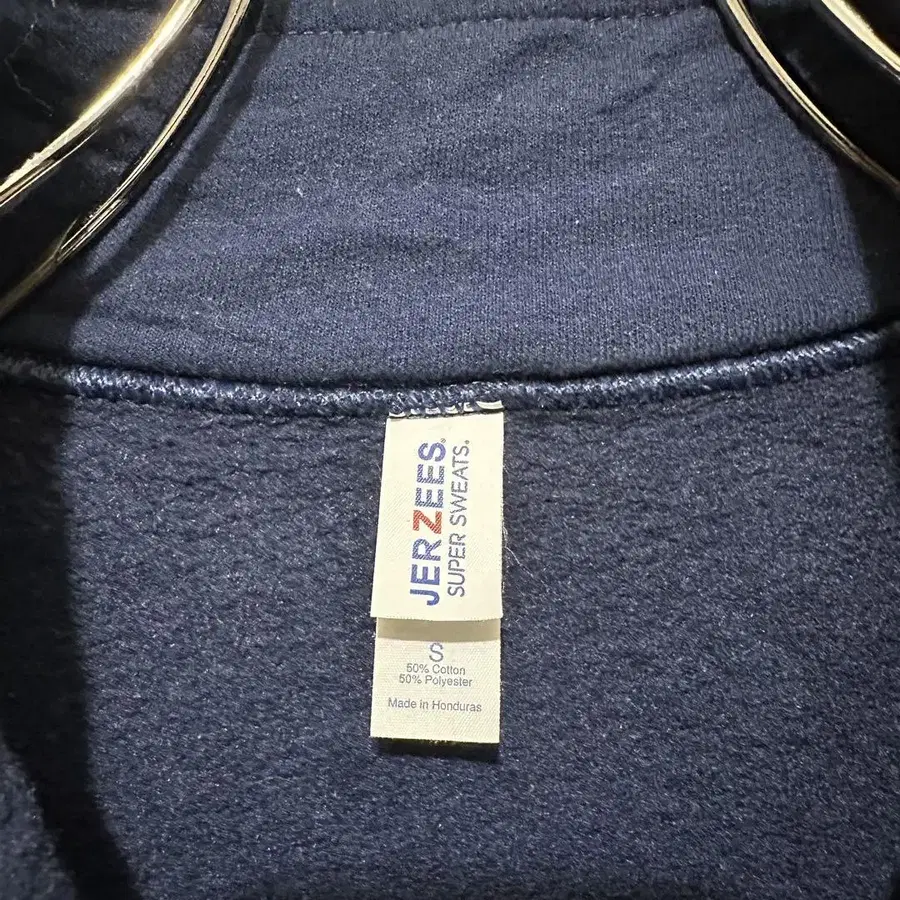 JERZEES®
SUPER SWEATS.
S
50% Cotton
50% Polyester
Made in Honduras